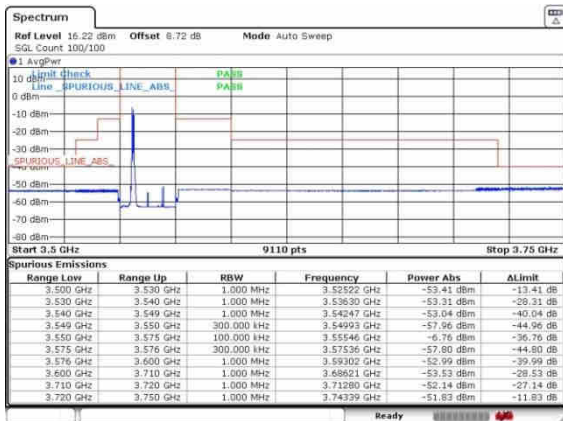 Spectrum
Ref Level 16.22 dBm Offset 8.72 dB Mode Auto Sweep
SGL Count 100/100
1 AvgPwr
Limit Check PASS
Line _SPURIOUS_LINE_ABS_ PASS
10 dBm
0 dBm
-10 dBm
-20 dBm
-30 dBm
_SPURIOUS_LINE_ABS_
-50 dBm
-60 dBm
-70 dBm
-80 dBm
Start 3.5 GHz 9110 pts Stop 3.75 GHz
Spurious Emissions
Range Low Range Up RBW Frequency Power Abs ΔLimit
3.500 GHz 3.530 GHz 1.000 MHz 3.52522 GHz -53.41 dBm -13.41 dB
3.530 GHz 3.540 GHz 1.000 MHz 3.53630 GHz -53.31 dBm -28.31 dB
3.540 GHz 3.549 GHz 1.000 MHz 3.54247 GHz -53.04 dBm -40.04 dB
3.549 GHz 3.550 GHz 300.000 kHz 3.54993 GHz -57.96 dBm -44.96 dB
3.550 GHz 3.575 GHz 100.000 kHz 3.55546 GHz -6.76 dBm -36.76 dB
3.575 GHz 3.576 GHz 300.000 kHz 3.57536 GHz -57.80 dBm -44.80 dB
3.576 GHz 3.600 GHz 1.000 MHz 3.59302 GHz -52.99 dBm -39.99 dB
3.600 GHz 3.710 GHz 1.000 MHz 3.68621 GHz -53.53 dBm -28.53 dB
3.710 GHz 3.720 GHz 1.000 MHz 3.71280 GHz -52.14 dBm -27.14 dB
3.720 GHz 3.750 GHz 1.000 MHz 3.74339 GHz -51.83 dBm -11.83 dB
Ready